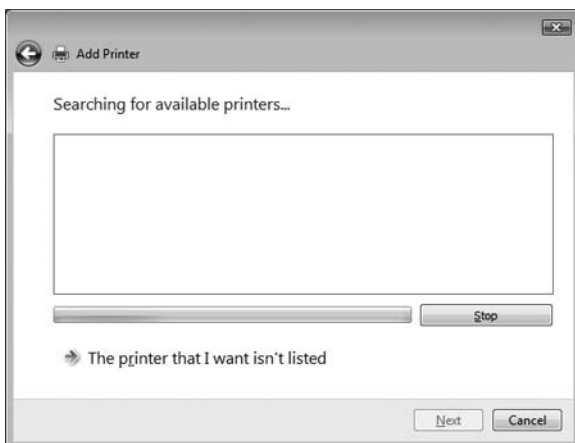 Add Printer
Searching for available printers...
Stop
The printer that I want isn't listed
Next Cancel